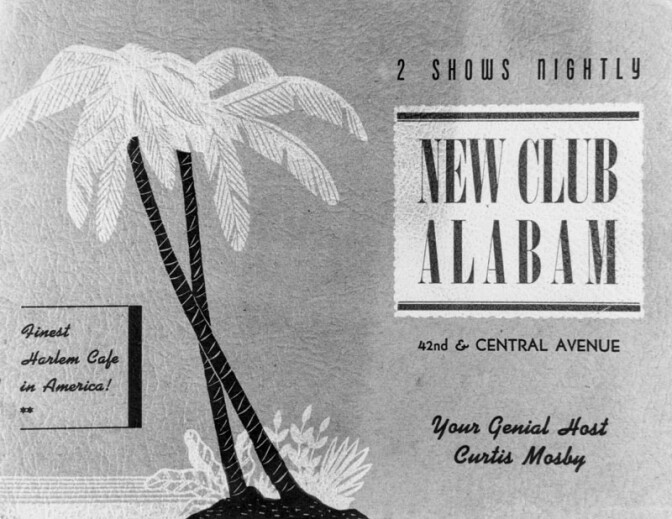 2 SHOWS NIGHTLY
NEW CLUB
ALABAM
42nd & CENTRAL AVENUE
Finest
Harlem Cafe
in America!
**
Your Genial Host
Curtis Mosby